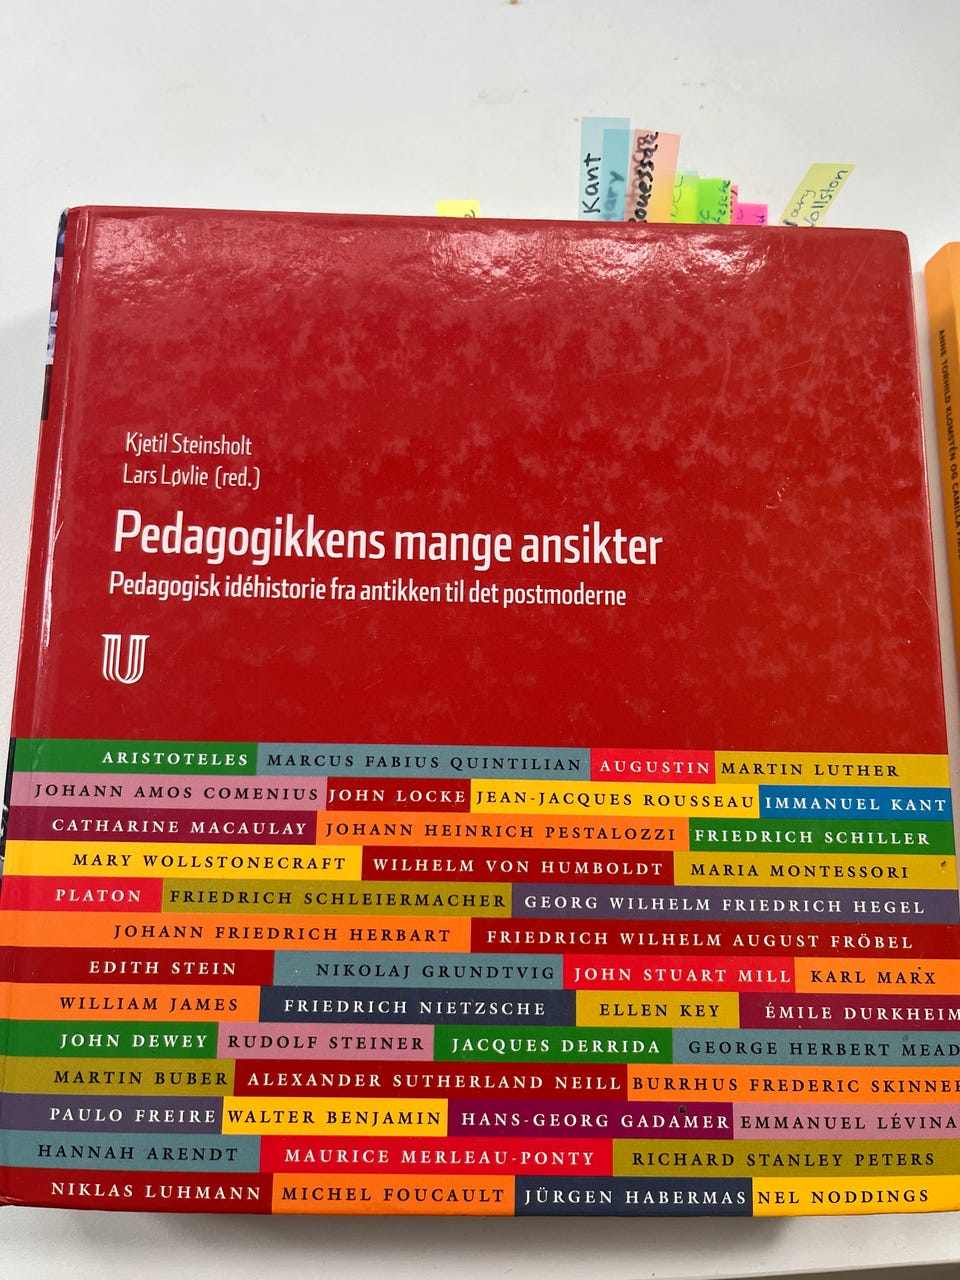 Kant
Mary
Wollston
Kjetil Steinsholt
Lars Løvlie (red.)
Pedagogikkens mange ansikter
Pedagogisk idéhistorie fra antikken til det postmoderne
U
ARISTOTELES MARCUS FABIUS QUINTILIAN AUGUSTIN MARTIN LUTHER
JOHANN AMOS COMENIUS JOHN LOCKE JEAN-JACQUES ROUSSEAU IMMANUEL KANT
CATHARINE MACAULAY JOHANN HEINRICH PESTALOZZI FRIEDRICH SCHILLER
MARY WOLLSTONECRAFT WILHELM VON HUMBOLDT MARIA MONTESSORI
PLATON FRIEDRICH SCHLEIERMACHER GEORG WILHELM FRIEDRICH HEGEL
JOHANN FRIEDRICH HERBART FRIEDRICH WILHELM AUGUST FRÖBEL
EDITH STEIN NIKOLAJ GRUNDTVIG JOHN STUART MILL KARL MARX
WILLIAM JAMES FRIEDRICH NIETZSCHE ELLEN KEY ÉMILE DURKHEIM
JOHN DEWEY RUDOLF STEINER JACQUES DERRIDA GEORGE HERBERT MEAD
MARTIN BUBER ALEXANDER SUTHERLAND NEILL BURRHUS FREDERIC SKINNER
PAULO FREIRE WALTER BENJAMIN HANS-GEORG GADAMER EMMANUEL LÉVINA
HANNAH ARENDT MAURICE MERLEAU-PONTY RICHARD STANLEY PETERS
NIKLAS LUHMANN MICHEL FOUCAULT JÜRGEN HABERMAS NEL NODDINGS
ANNE TORHILD KLOMSTEN OG CAMILLA